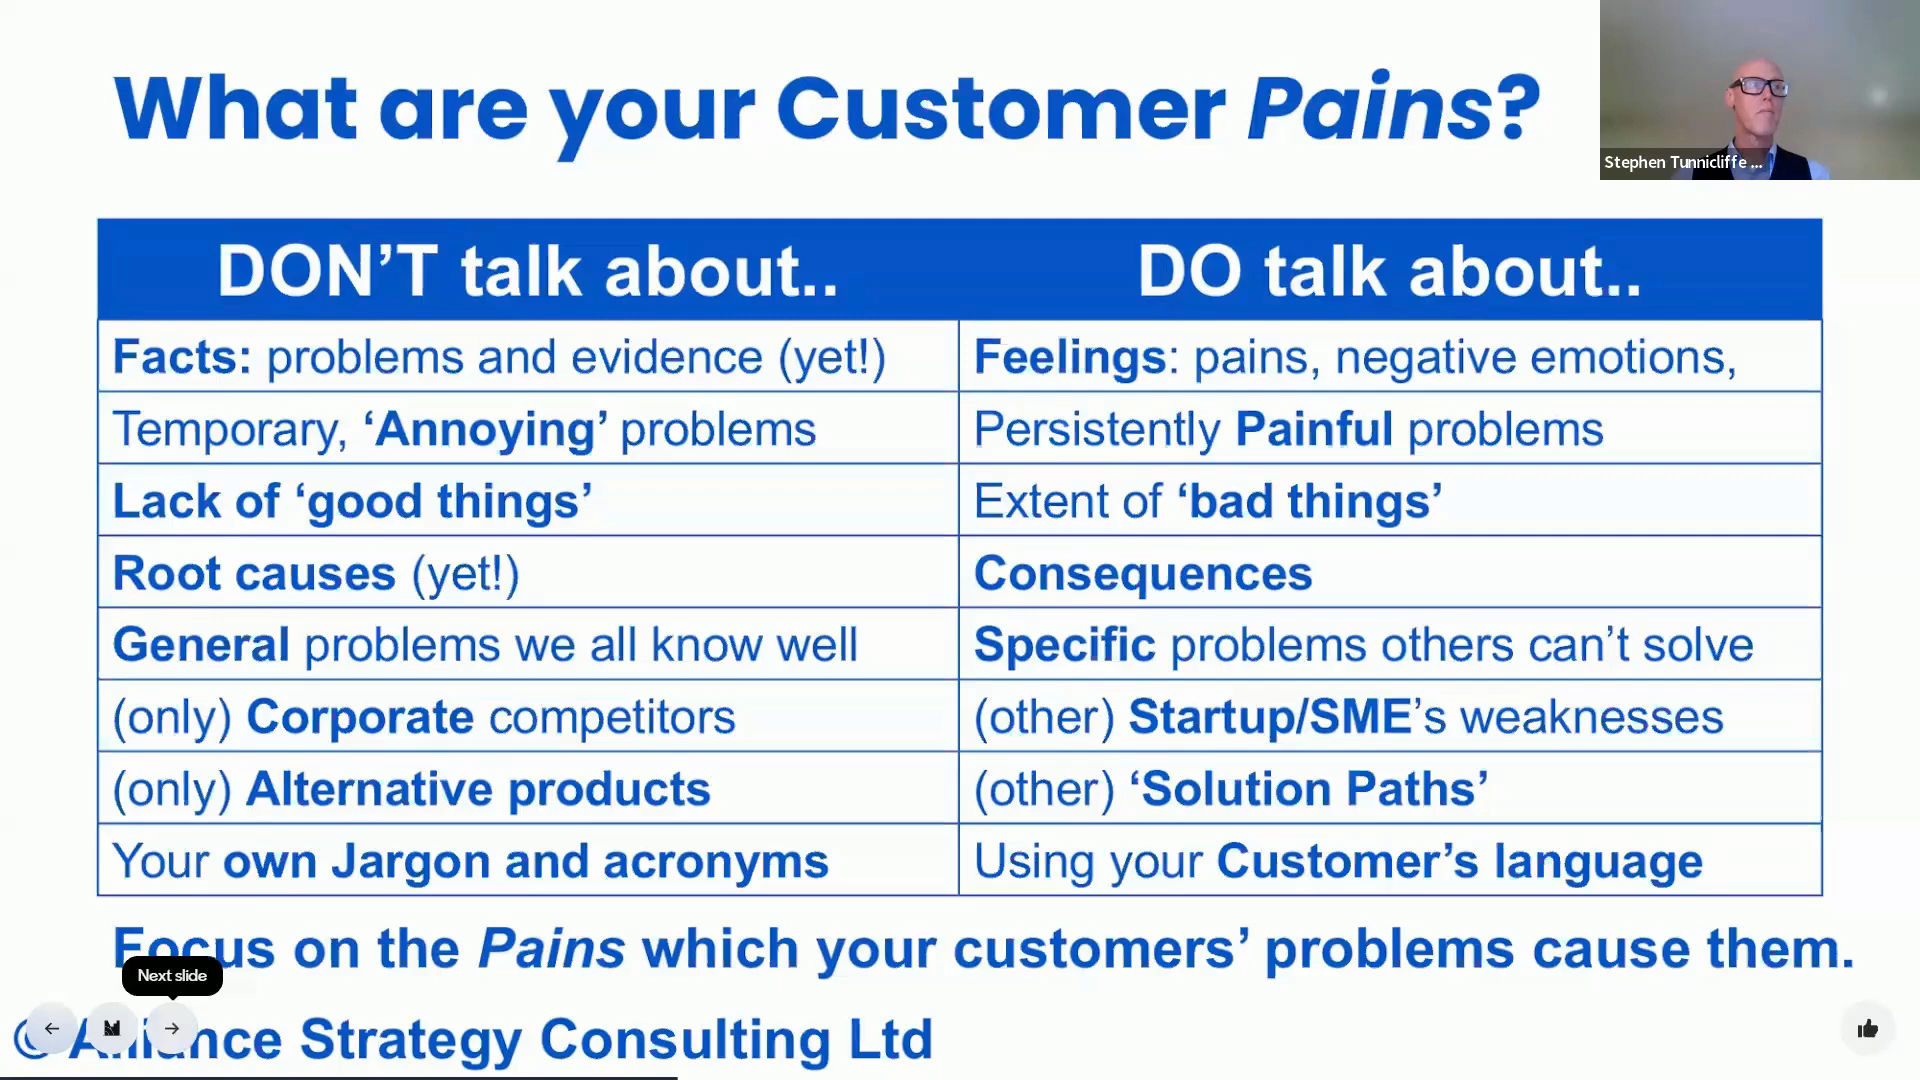 What are your Customer Pains?
Stephen Tunnicliffe ...
DON’T talk about..
DO talk about..
Facts: problems and evidence (yet!)
Feelings: pains, negative emotions,
Temporary, ‘Annoying’ problems
Persistently Painful problems
Lack of ‘good things’
Extent of ‘bad things’
Root causes (yet!)
Consequences
General problems we all know well
Specific problems others can’t solve
(only) Corporate competitors
(other) Startup/SME’s weaknesses
(only) Alternative products
(other) ‘Solution Paths’
Your own Jargon and acronyms
Using your Customer’s language
Focus on the Pains which your customers’ problems cause them.
Next slide
© Alliance Strategy Consulting Ltd